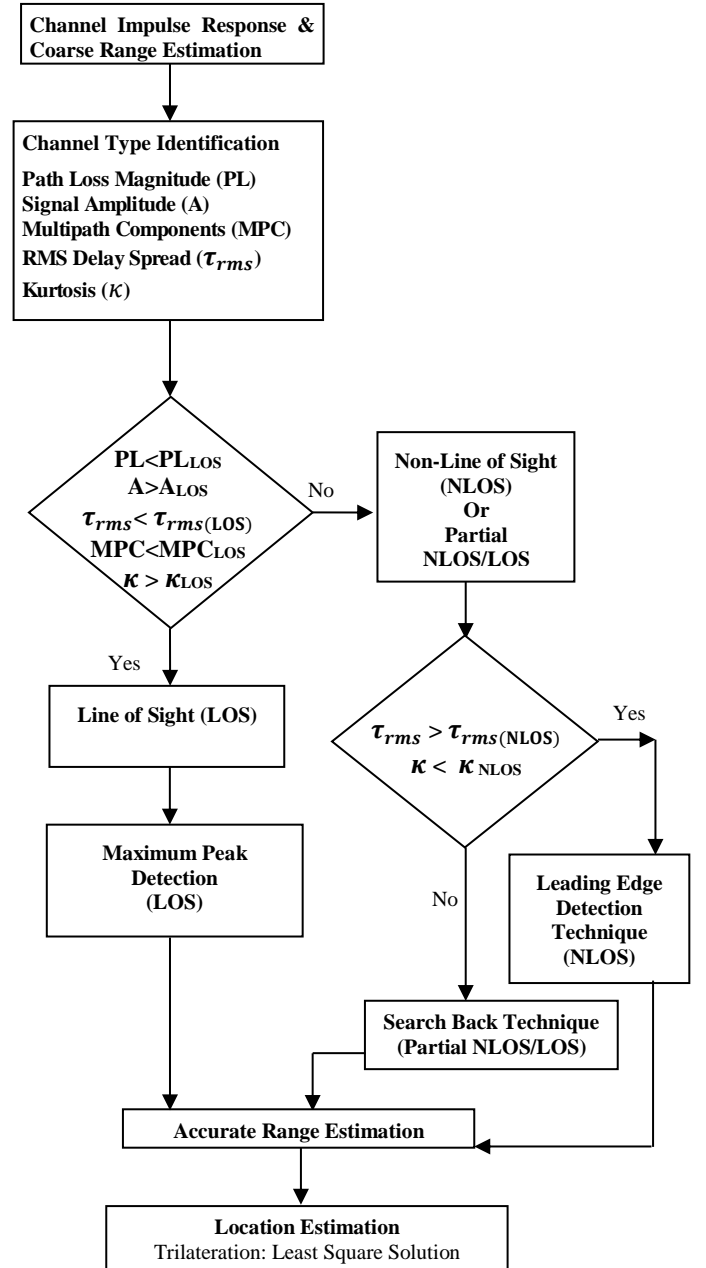 Channel Impulse Response &
Coarse Range Estimation
Channel Type Identification
Path Loss Magnitude (PL)
Signal Amplitude (A)
Multipath Components (MPC)
RMS Delay Spread (τrms)
Kurtosis (κ)
PL<PLLOS
A>ALOS
τrms< τrms(LOS)
MPC<MPCLOS
κ > κLOS
No
Non-Line of Sight
(NLOS)
Or
Partial
NLOS/LOS
Yes
Line of Sight (LOS)
τrms > τrms(NLOS)
κ < κ NLOS
Yes
Maximum Peak
Detection
(LOS)
No
Leading Edge
Detection
Technique
(NLOS)
Search Back Technique
(Partial NLOS/LOS)
Accurate Range Estimation
Location Estimation
Trilateration: Least Square Solution